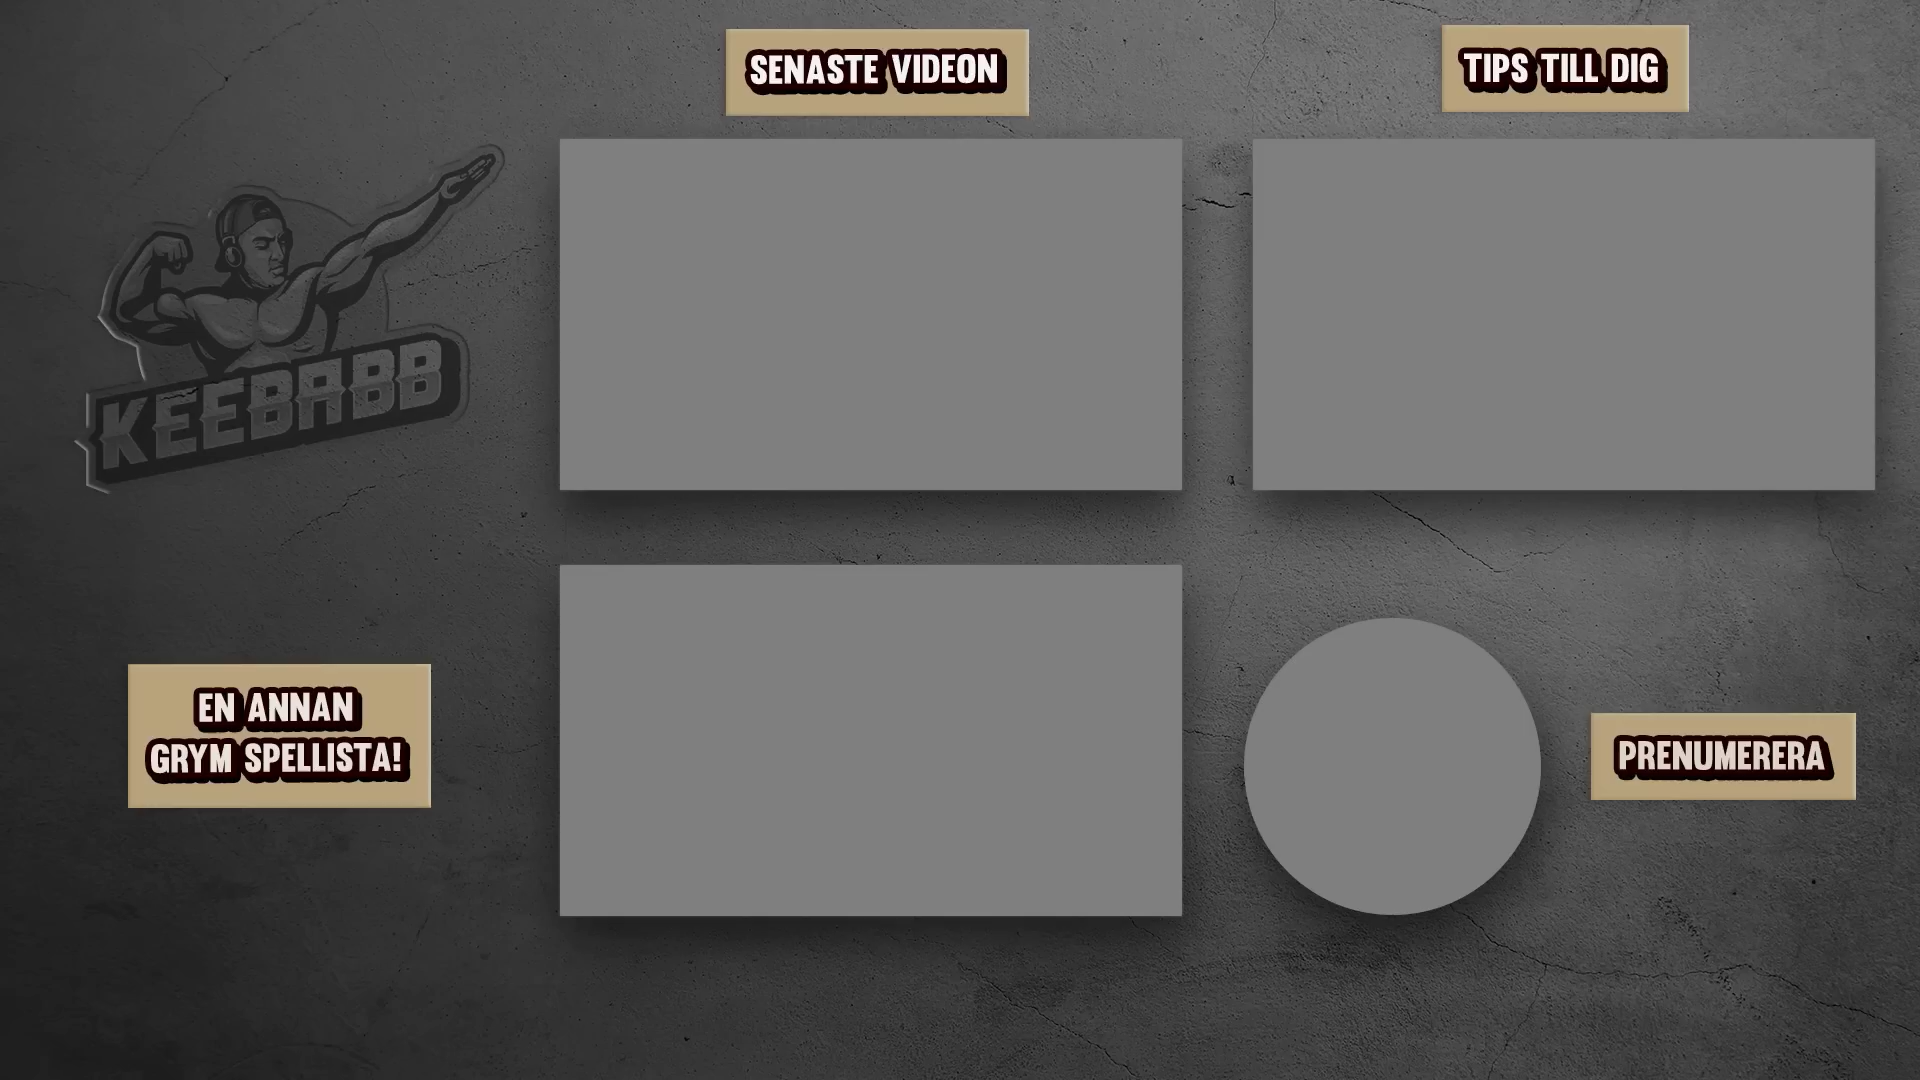 SENASTE VIDEON
TIPS TILL DIG
KEEBABB
EN ANNAN
GRYM SPELLISTA!
PRENUMERERA